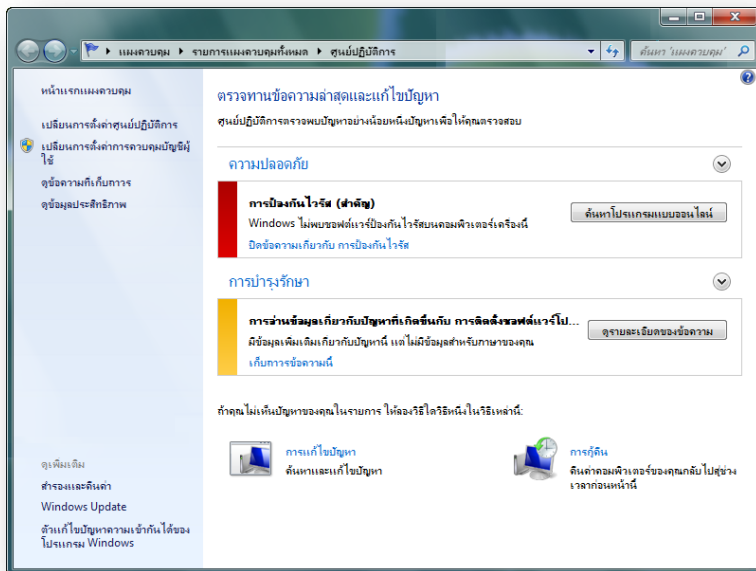 แผงควบคุม ▸ รายการแผงควบคุมทั้งหมด ▸ ศูนย์ปฏิบัติการ
ค้นหา 'แผงควบคุม'
หน้าแรกแผงควบคุม
เปลี่ยนการตั้งค่าศูนย์ปฏิบัติการ
เปลี่ยนการตั้งค่าการควบคุมบัญชีผู้
ใช้
ดูข้อความที่เก็บถาวร
ดูข้อมูลประสิทธิภาพ
ตรวจทานข้อความล่าสุดและแก้ไขปัญหา
ศูนย์ปฏิบัติการตรวจพบปัญหาอย่างน้อยหนึ่งปัญหาเพื่อให้คุณตรวจสอบ
ความปลอดภัย
การป้องกันไวรัส (สำคัญ)
Windows ไม่พบซอฟต์แวร์ป้องกันไวรัสบนคอมพิวเตอร์เครื่องนี้
ปิดข้อความเกี่ยวกับ การป้องกันไวรัส
ค้นหาโปรแกรมแบบออนไลน์
การบำรุงรักษา
การอ่านข้อมูลเกี่ยวกับปัญหาที่เกิดขึ้นกับ การติดตั้งซอฟต์แวร์โป...
มีข้อมูลเพิ่มเติมเกี่ยวกับปัญหานี้ แต่ไม่มีข้อมูลสำหรับภาษาของคุณ
เก็บถาวรข้อความนี้
ดูรายละเอียดของข้อความ
ถ้าคุณไม่เห็นปัญหาของคุณในรายการ ให้ลองวิธีใดวิธีหนึ่งในวิธีเหล่านี้:
การแก้ไขปัญหา
ค้นหาและแก้ไขปัญหา
การกู้คืน
คืนค่าคอมพิวเตอร์ของคุณกลับไปสู่ช่วง
เวลาก่อนหน้านี้
ดูเพิ่มเติม
สำรองและคืนค่า
Windows Update
ตัวแก้ไขปัญหาความเข้ากันได้ของ
โปรแกรม Windows